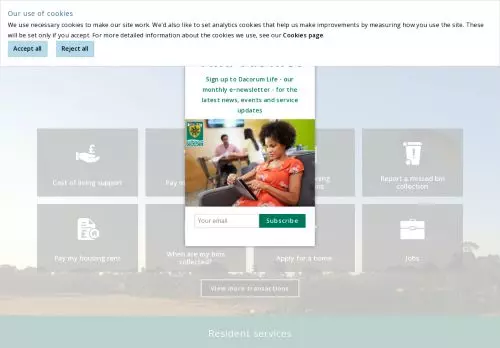 Our use of cookies
We use necessary cookies to make our site work. We'd also like to set analytics cookies that help us make improvements by measuring how you use the site. These
will be set only if you accept. For more detailed information about the cookies we use, see our Cookies page.
Accept all
Reject all
Sign up to Dacorum Life - our
monthly e-newsletter - for the
latest news, events and service
updates
Your email
Subscribe
Cost of living support
Pay my
Report a missed bin
collection
Pay my housing rent
When are my bins
collected?
Apply for a home
Jobs
View more transactions
Resident services